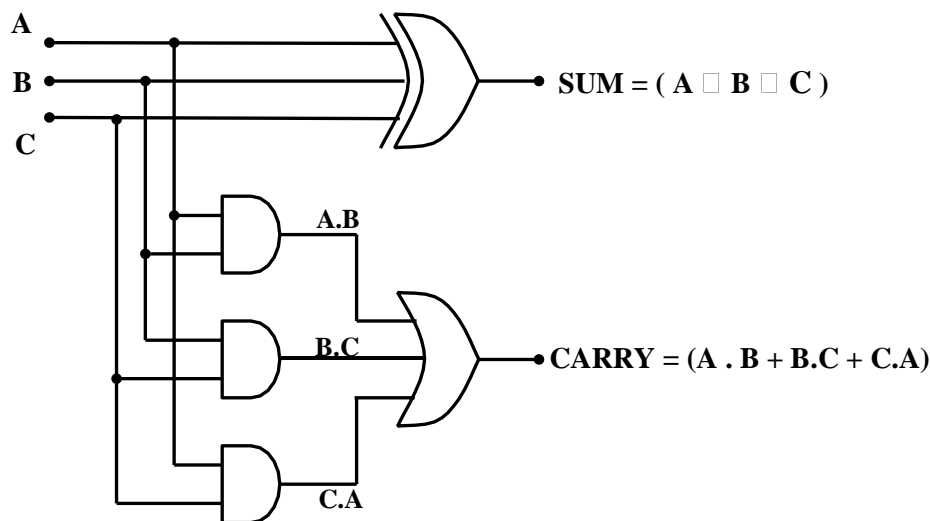 A
B
SUM = ( A □ B □ C )
C
A.B
B.C
CARRY = (A . B + B.C + C.A)
C.A